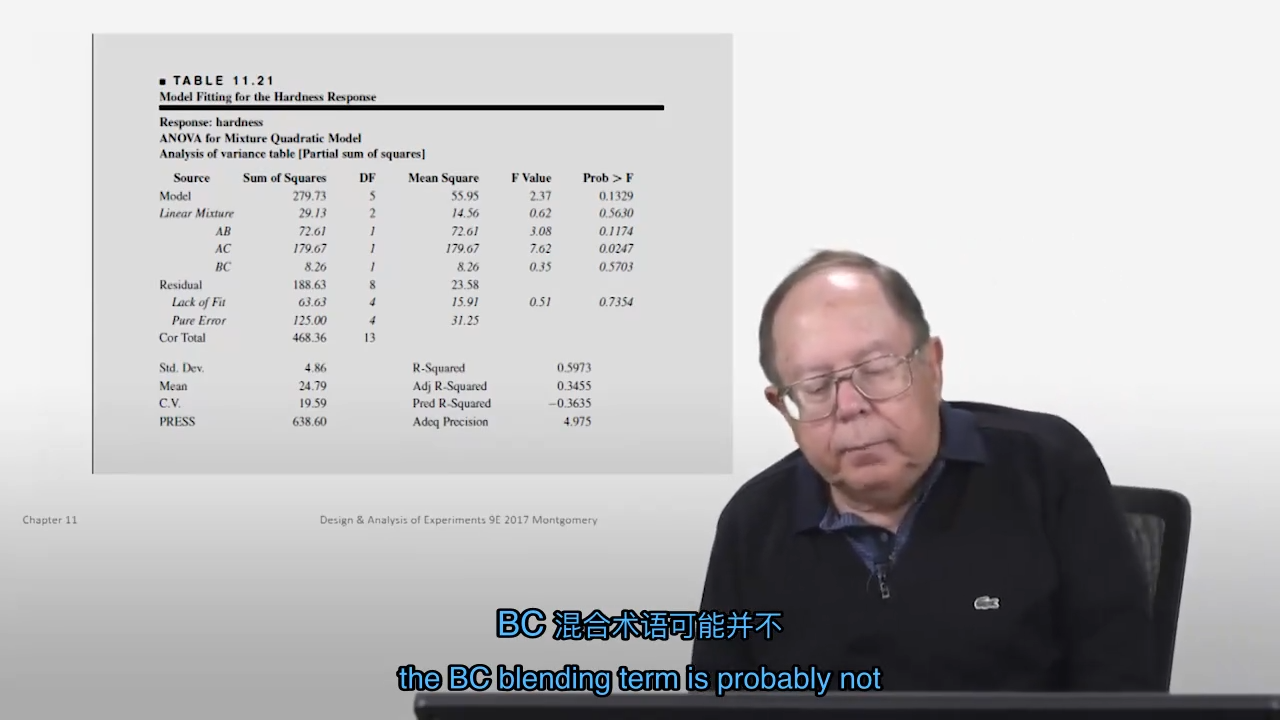 ■ TABLE 11.21
Model Fitting for the Hardness Response
Response: hardness
ANOVA for Mixture Quadratic Model
Analysis of variance table [Partial sum of squares]
Source Sum of Squares DF Mean Square F Value Prob > F
Model 279.73 5 55.95 2.37 0.1329
Linear Mixture 29.13 2 14.56 0.62 0.5630
AB 72.61 1 72.61 3.08 0.1174
AC 179.67 1 179.67 7.62 0.0247
BC 8.26 1 8.26 0.35 0.5703
Residual 188.63 8 23.58
Lack of Fit 63.63 4 15.91 0.51 0.7354
Pure Error 125.00 4 31.25
Cor Total 468.36 13
Std. Dev. 4.86 R-Squared 0.5973
Mean 24.79 Adj R-Squared 0.3455
C.V. 19.59 Pred R-Squared −0.3635
PRESS 638.60 Adeq Precision 4.975
Chapter 11 Design & Analysis of Experiments 9E 2017 Montgomery
BC 混合术语可能并不
the BC blending term is probably not